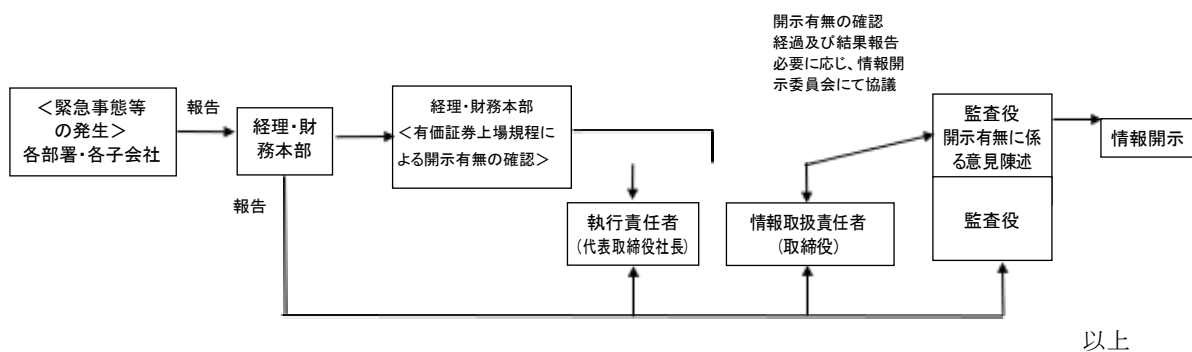 開示有無の確認
経過及び結果報告
必要に応じ、情報開
示委員会にて協議
＜緊急事態等
の発生＞
各部署・各子会社
報告
経理・財
務本部
経理・財務本部
＜有価証券上場規程に
よる開示有無の確認＞
監査役
開示有無に係
る意見陳述
情報開示
報告
執行責任者
（代表取締役社長）
情報取扱責任者
（取締役）
監査役
以上